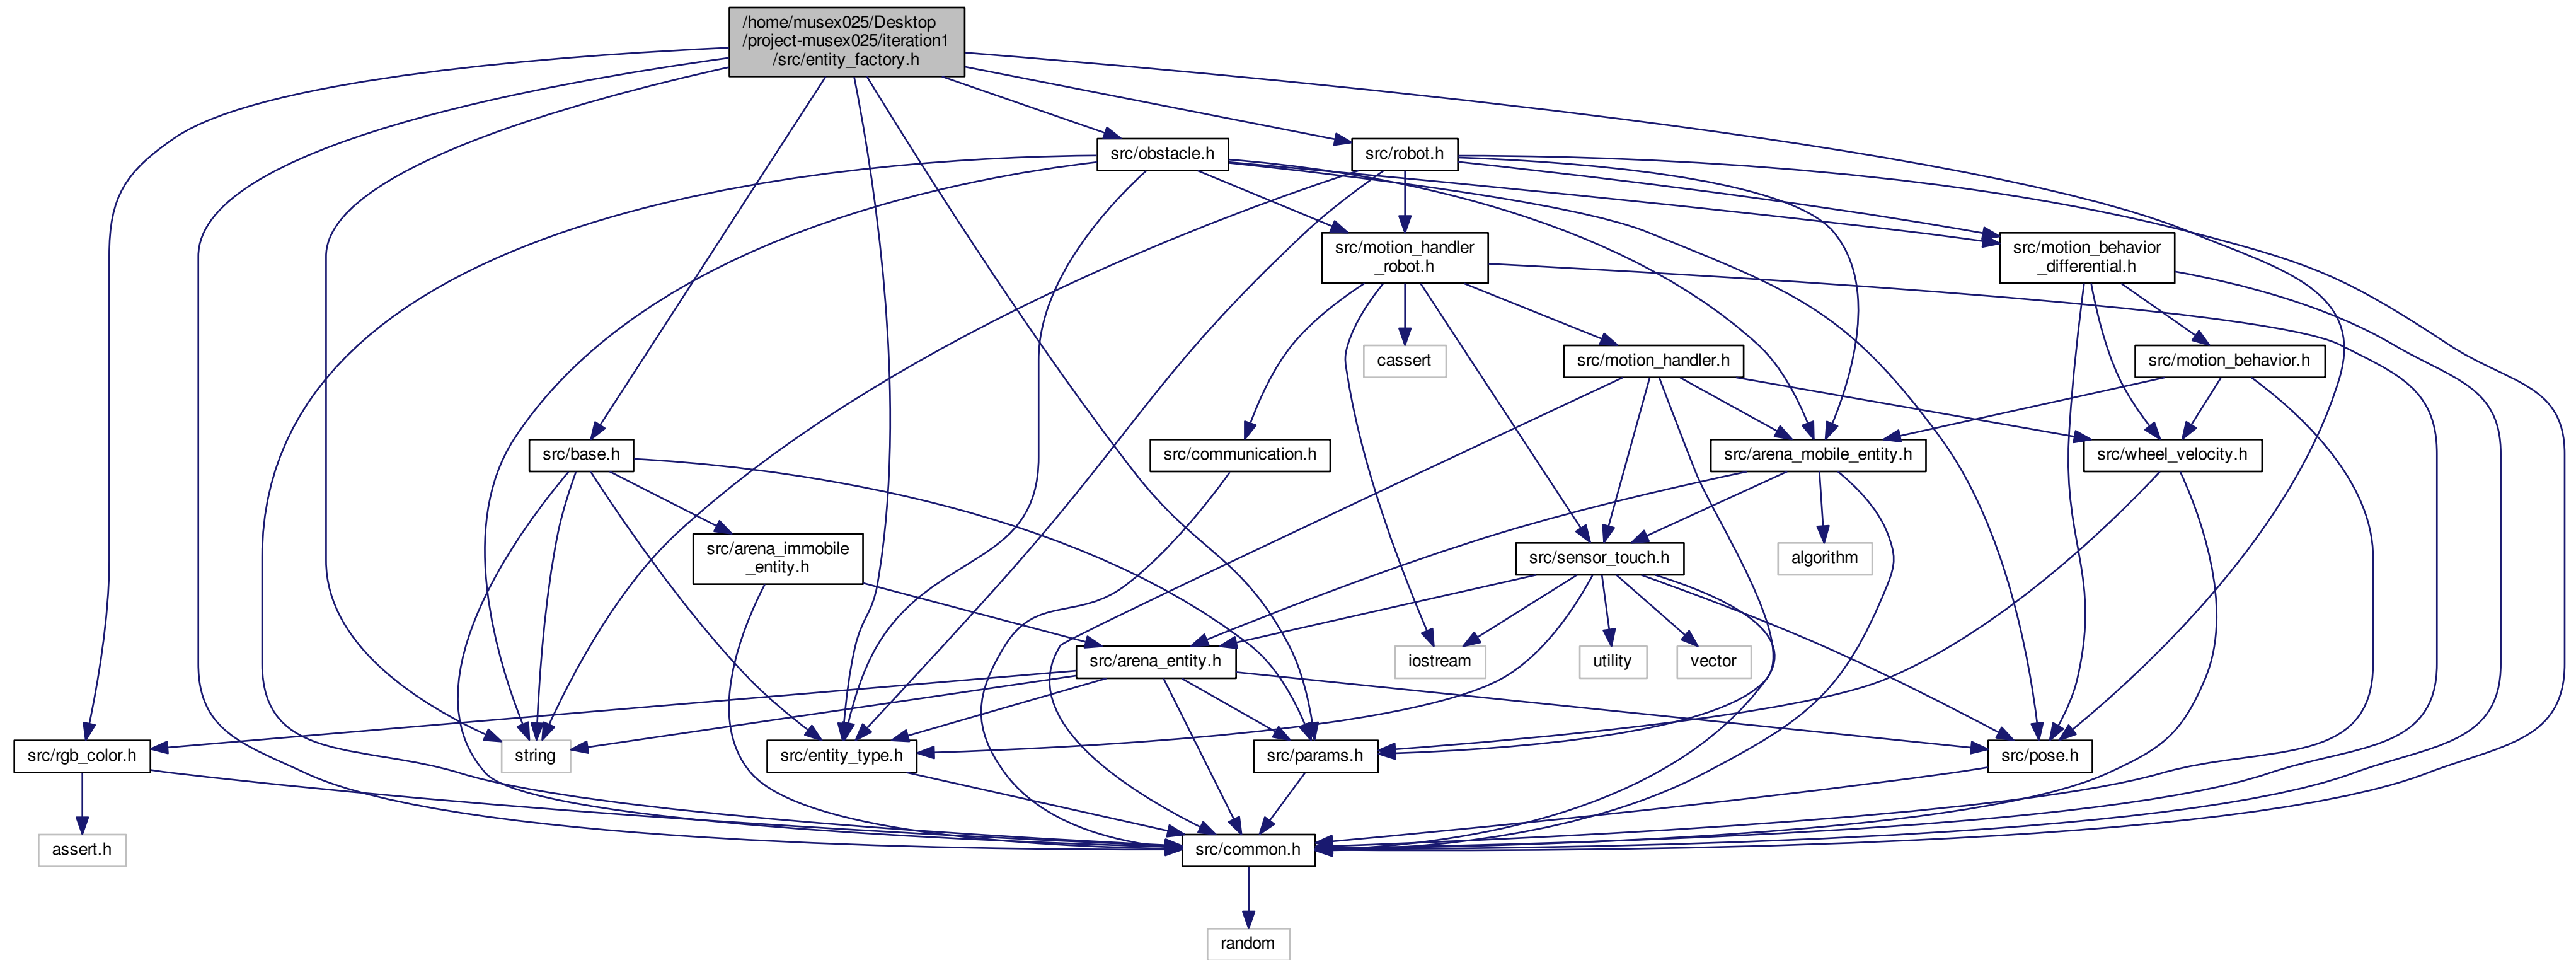 /home/musex025/Desktop
/project-musex025/iteration1
/src/entity_factory.h
src/obstacle.h
src/robot.h
src/motion_handler
_robot.h
src/motion_behavior
_differential.h
cassert
src/motion_handler.h
src/motion_behavior.h
src/base.h
src/communication.h
src/arena_mobile_entity.h
src/wheel_velocity.h
src/arena_immobile
_entity.h
src/sensor_touch.h
algorithm
src/arena_entity.h
iostream
utility
vector
src/rgb_color.h
string
src/entity_type.h
src/params.h
src/pose.h
assert.h
src/common.h
random